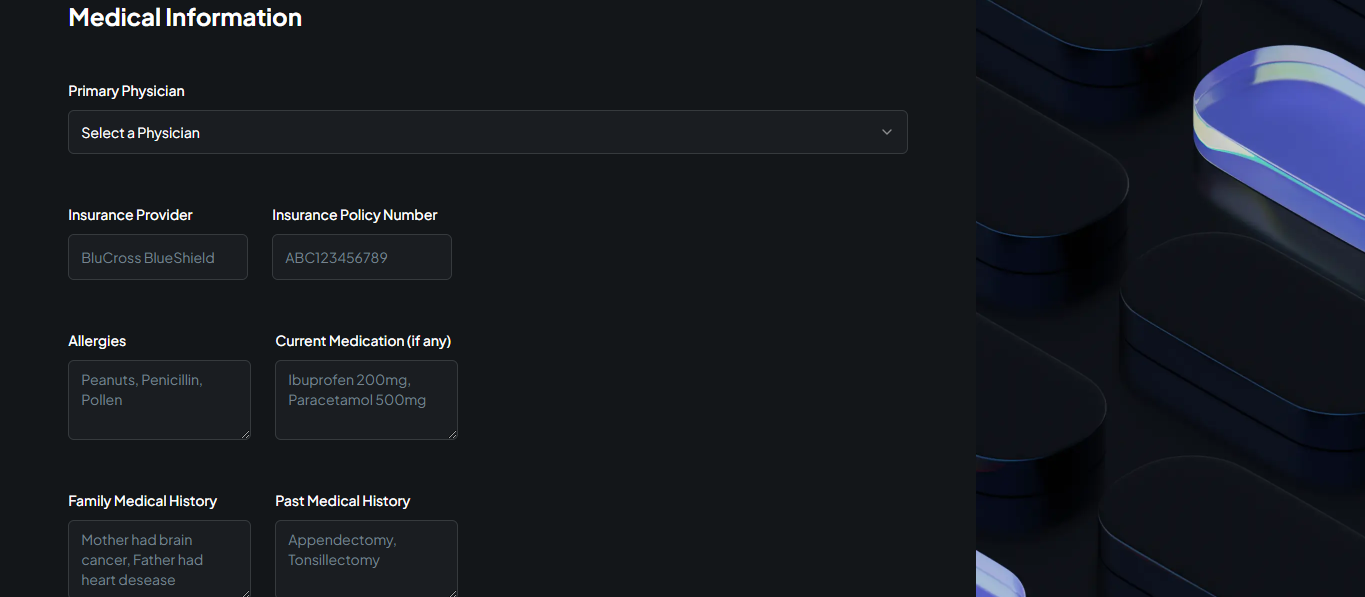 Medical Information
Primary Physician
Select a Physician
Insurance Provider
Insurance Policy Number
BluCross BlueShield
ABC123456789
Allergies
Current Medication (if any)
Peanuts, Penicillin,
Pollen
Ibuprofen 200mg,
Paracetamol 500mg
Family Medical History
Past Medical History
Mother had brain
cancer, Father had
heart desease
Appendectomy,
Tonsillectomy